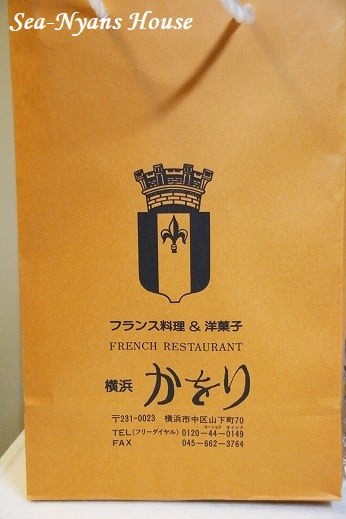 Sea-Nyans House
フランス料理 & 洋菓子
FRENCH RESTAURANT
横浜 かをり
〒231-0023 横浜市中区山下町70
TEL(フリーダイヤル) 0120-44-0149
FAX 045-662-3764